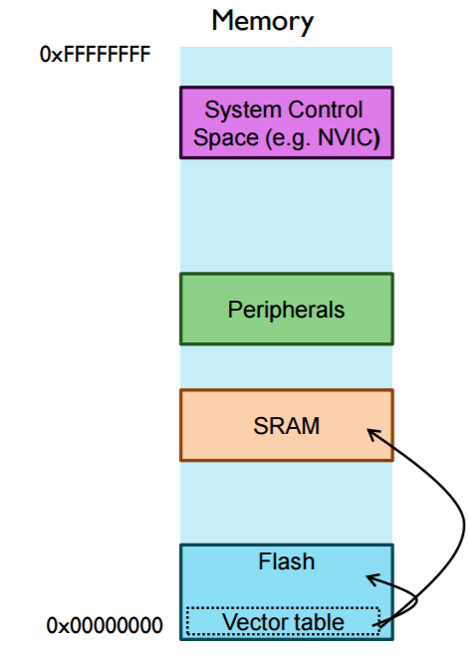 Memory
0xFFFFFFFF
System Control
Space (e.g. NVIC)
Peripherals
SRAM
Flash
Vector table
0x00000000